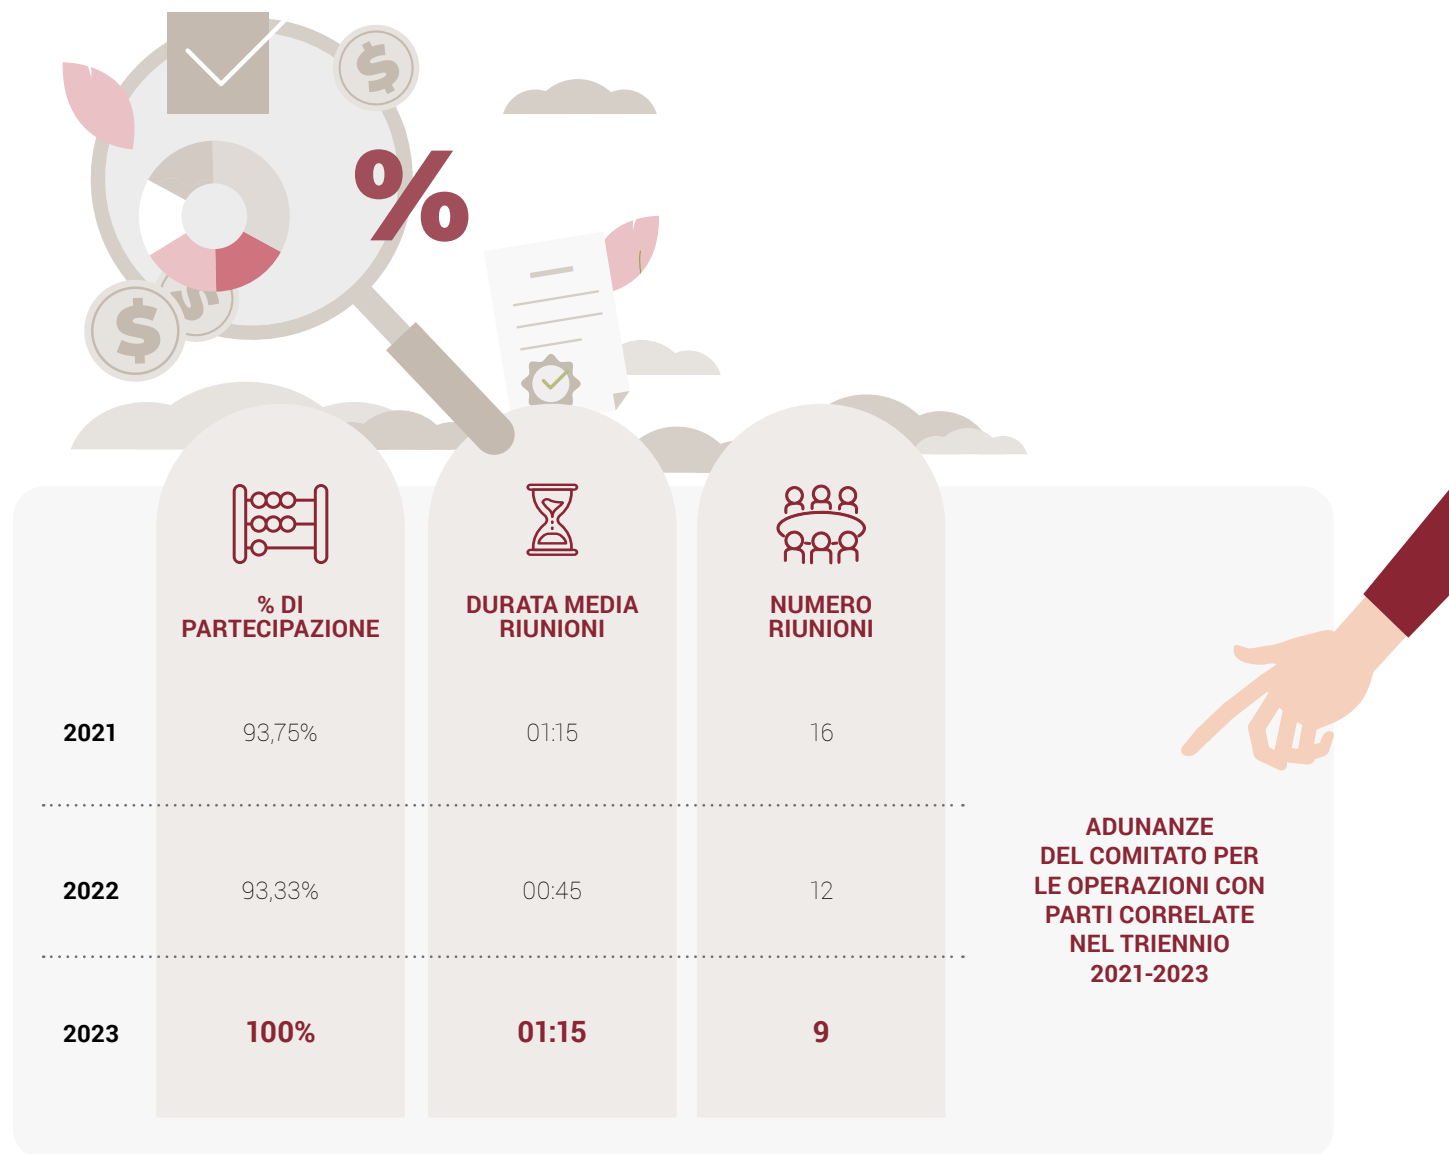 %
$
$
$
% DI
PARTECIPAZIONE
DURATA MEDIA
RIUNIONI
NUMERO
RIUNIONI
2021 93,75% 01:15 16
2022 93,33% 00:45 12
2023 100% 01:15 9
ADUNANZE
DEL COMITATO PER
LE OPERAZIONI CON
PARTI CORRELATE
NEL TRIENNIO
2021-2023